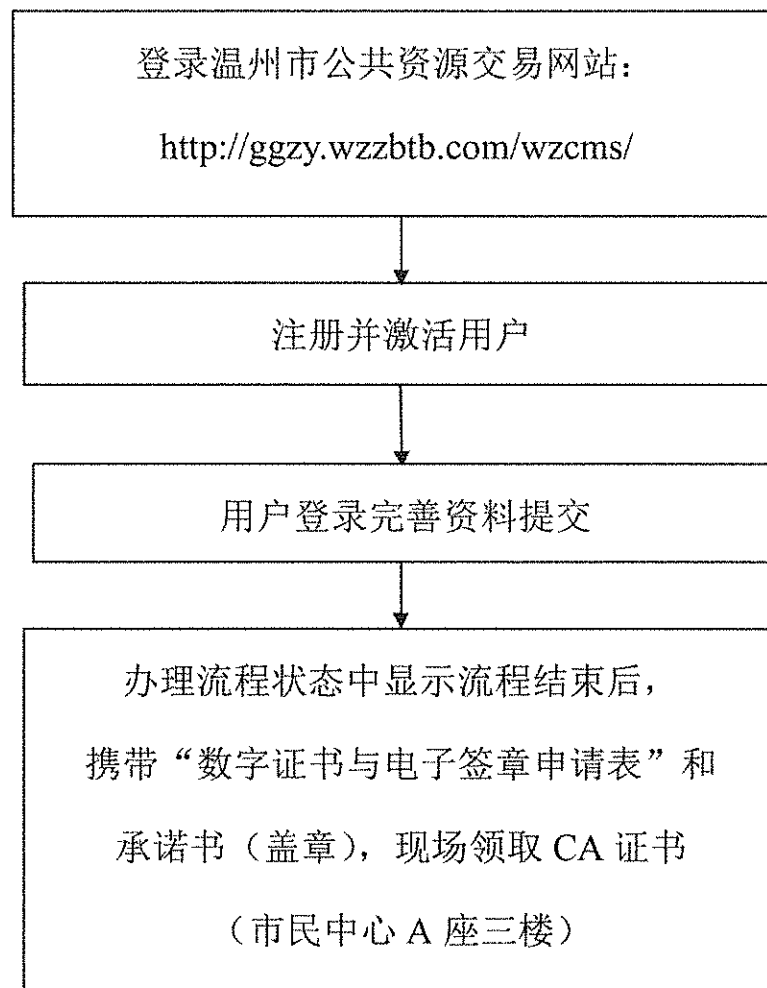 登录温州市公共资源交易网站：
http://ggzy.wzzbtb.com/wzcms/
注册并激活用户
用户登录完善资料提交
办理流程状态中显示流程结束后，
携带“数字证书与电子签章申请表”和
承诺书（盖章），现场领取 CA 证书
（市民中心 A 座三楼）